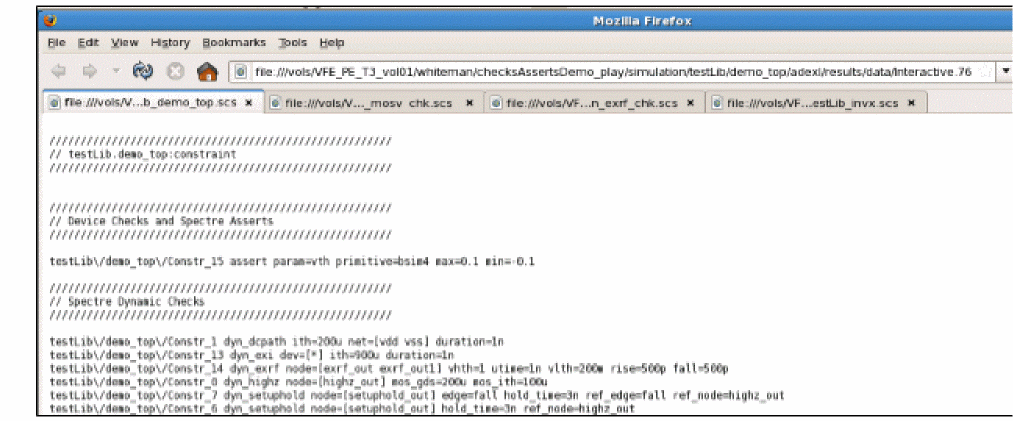 Mozilla Firefox
File Edit View History Bookmarks Tools Help
file:///vols/VFE_PE_T3_vol01/whiteman/checksAssertsDemo_play/simulation/testLib/demo_top/adexl/results/data/Interactive.76
file:///vols/V...b_demo_top.scs × file:///vols/V..._mosv_chk.scs × file:///vols/VF...n_exrf_chk.scs × file:///vols/VF...estLib_invx.scs ×
///////////////////////////////////////////////////////
// testLib.demo_top:constraint
///////////////////////////////////////////////////////
///////////////////////////////////////////////////////
// Device Checks and Spectre Asserts
///////////////////////////////////////////////////////
testLib\/demo_top\/Constr_15 assert param=vth primitive=bsim4 max=0.1 min=-0.1
///////////////////////////////////////////////////////
// Spectre Dynamic Checks
///////////////////////////////////////////////////////
testLib\/demo_top\/Constr_1 dyn_dcpath ith=200u net=[vdd vss] duration=1n
testLib\/demo_top\/Constr_13 dyn_exi dev=[*] ith=900u duration=1n
testLib\/demo_top\/Constr_14 dyn_exrf node=[exrf_out exrf_out1] vhth=1 utime=1n vlth=200m rise=500p fall=500p
testLib\/demo_top\/Constr_0 dyn_highz node=[highz_out] mos_gds=200u mos_ith=100u
testLib\/demo_top\/Constr_7 dyn_setuphold node=[setuphold_out] edge=fall hold_time=3n ref_edge=fall ref_node=highz_out
testLib\/demo_top\/Constr_6 dyn_setuphold node=[setuphold_out] hold_time=3n ref_node=highz_out